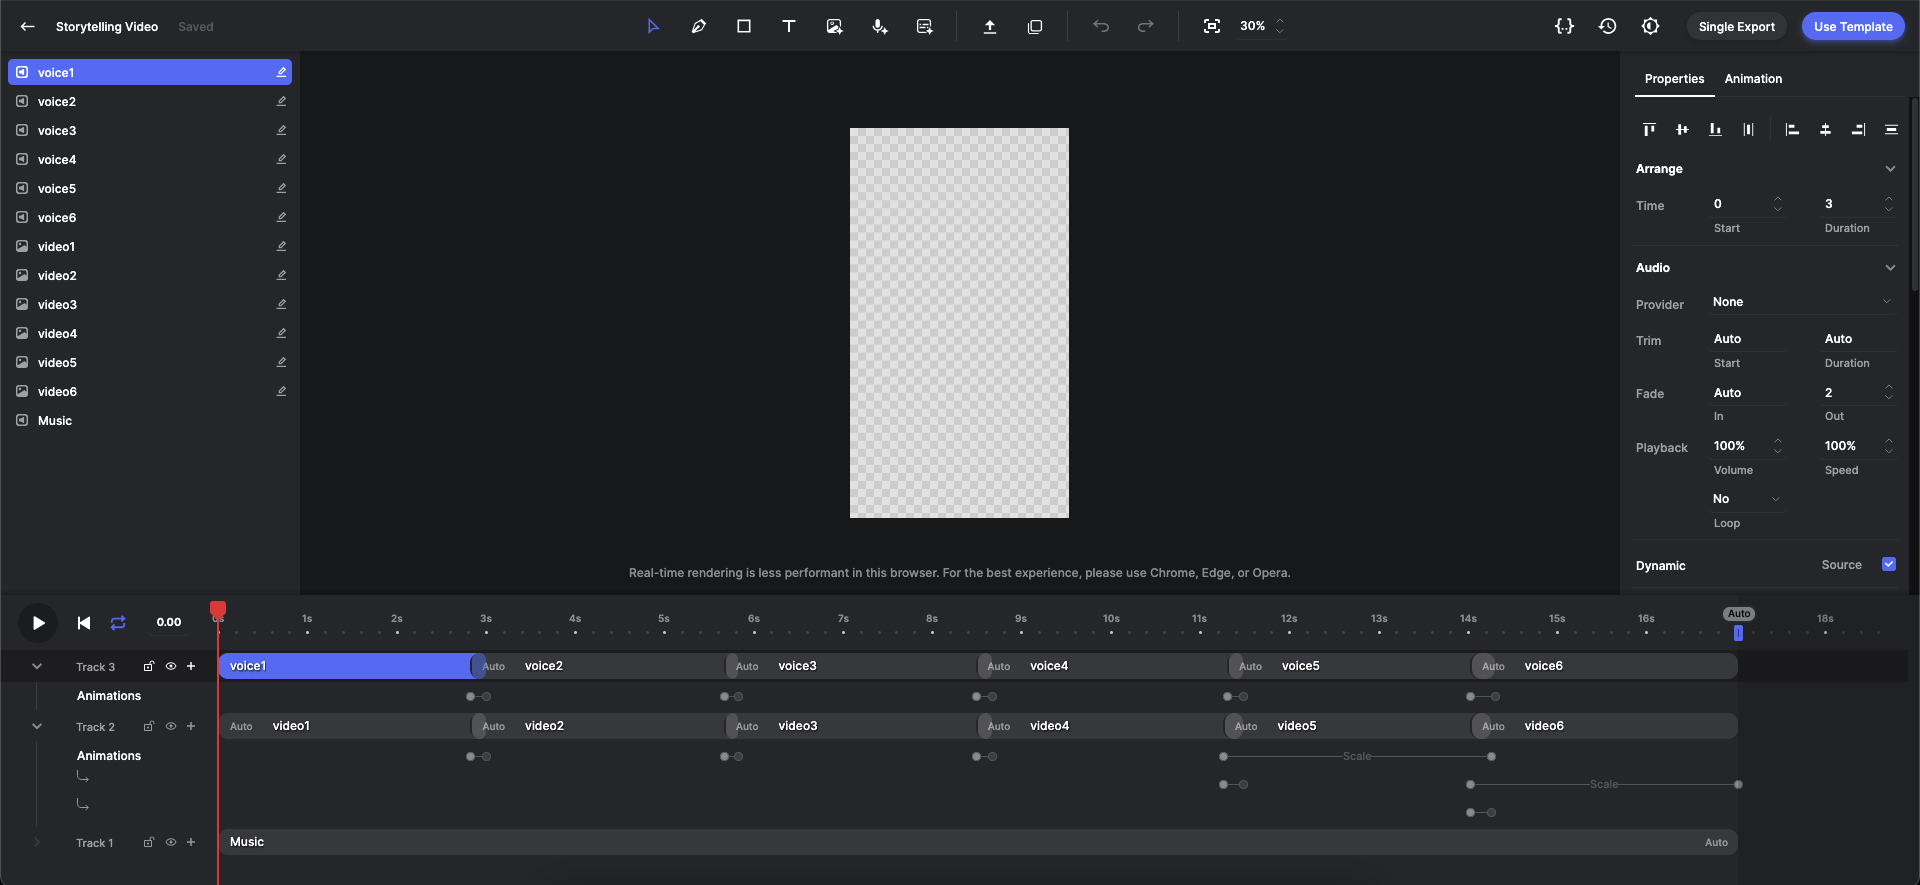 Storytelling Video Saved
30%
Single Export
Use Template
voice1
voice2
voice3
voice4
voice5
voice6
video1
video2
video3
video4
video5
video6
Music
Real-time rendering is less performant in this browser. For the best experience, please use Chrome, Edge, or Opera.
Properties Animation
Arrange
Time 0 3
Start Duration
Audio
Provider None
Trim Auto Auto
Start Duration
Fade Auto 2
In Out
Playback 100% 100%
Volume Speed
No
Loop
Dynamic Source
0.00
0s 1s 2s 3s 4s 5s 6s 7s 8s 9s 10s 11s 12s 13s 14s 15s 16s Auto 18s
Track 3 voice1 Auto voice2 Auto voice3 Auto voice4 Auto voice5 Auto voice6
Animations
Track 2 Auto video1 Auto video2 Auto video3 Auto video4 Auto video5 Auto video6
Animations Scale
Scale
Track 1 Music Auto